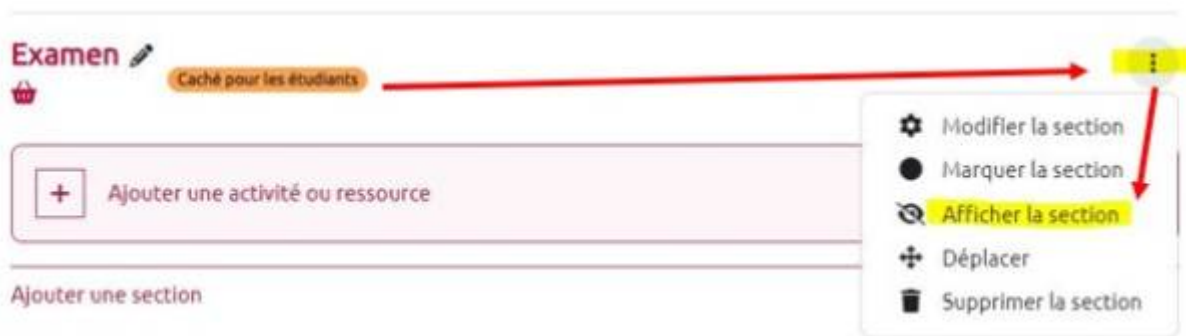 Examen
Caché pour les étudiants
Modifier la section
Marquer la section
Ajouter une activité ou ressource
Afficher la section
Déplacer
Ajouter une section
Supprimer la section